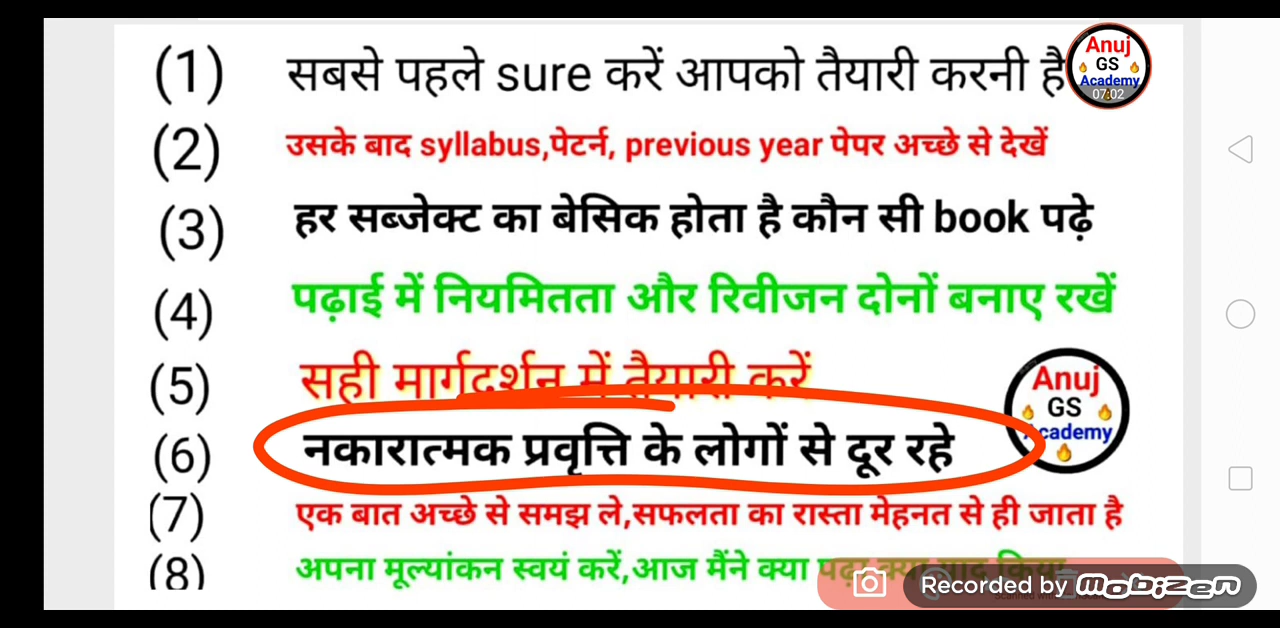 (1) सबसे पहले sure करें आपको तैयारी करनी है
Anuj
GS
Academy
07:02
(2) उसके बाद syllabus,पेटर्न, previous year पेपर अच्छे से देखें
(3) हर सब्जेक्ट का बेसिक होता है कौन सी book पढ़े
(4) पढ़ाई में नियमितता और रिवीजन दोनों बनाए रखें
(5) सही मार्गदर्शन में तैयारी करें
Anuj
GS
Academy
(6) नकारात्मक प्रवृत्ति के लोगों से दूर रहे
(7) एक बात अच्छे से समझ ले,सफलता का रास्ता मेहनत से ही जाता है
(8) अपना मूल्यांकन स्वयं करें,आज मैंने क्या पढ़ा क्या याद किया
Recorded by Mobizen